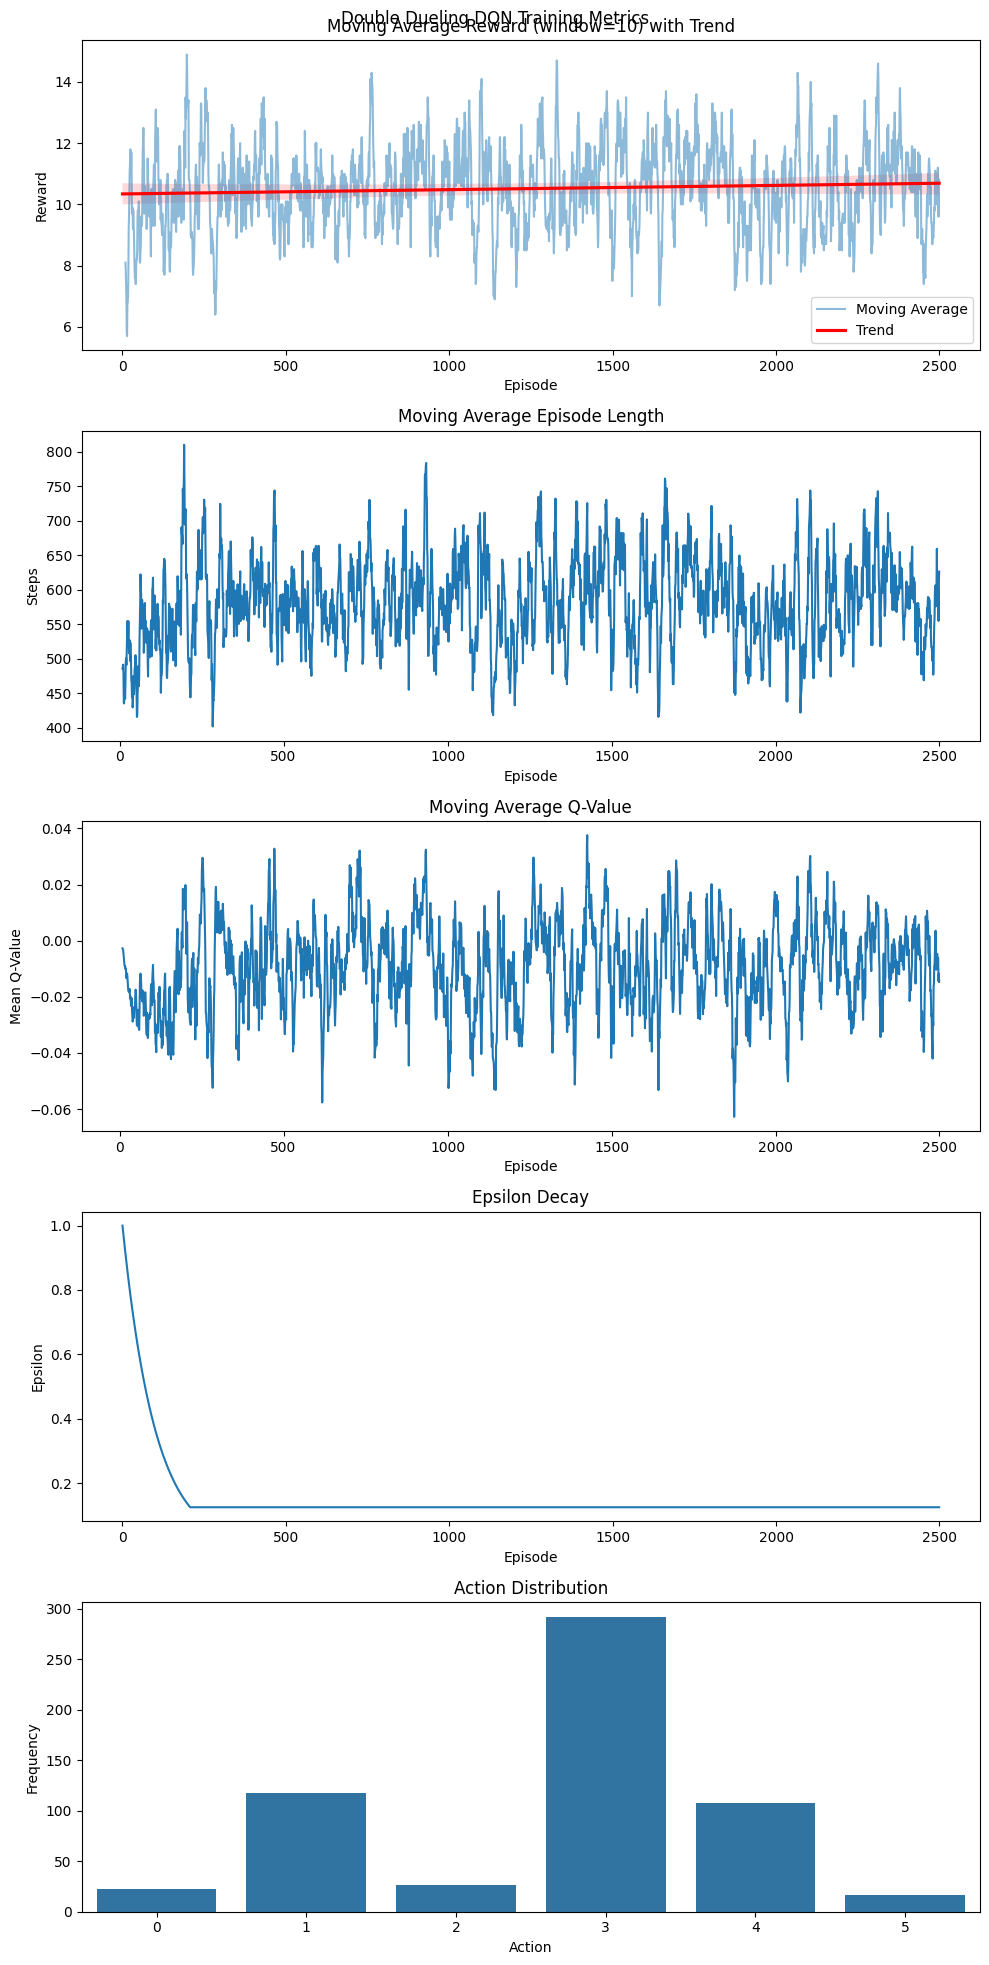 Double Dueling DQN Training Metrics
Moving Average Reward (window=10) with Trend
14
12
10
8
6
Reward
Moving Average
Trend
0 500 1000 1500 2000 2500
Episode
Moving Average Episode Length
800
750
700
650
600
550
500
450
400
Steps
0 500 1000 1500 2000 2500
Episode
Moving Average Q-Value
0.04
0.02
0.00
−0.02
−0.04
−0.06
Mean Q-Value
0 500 1000 1500 2000 2500
Episode
Epsilon Decay
1.0
0.8
0.6
0.4
0.2
Epsilon
0 500 1000 1500 2000 2500
Episode
Action Distribution
300
250
200
150
100
50
0
Frequency
0 1 2 3 4 5
Action